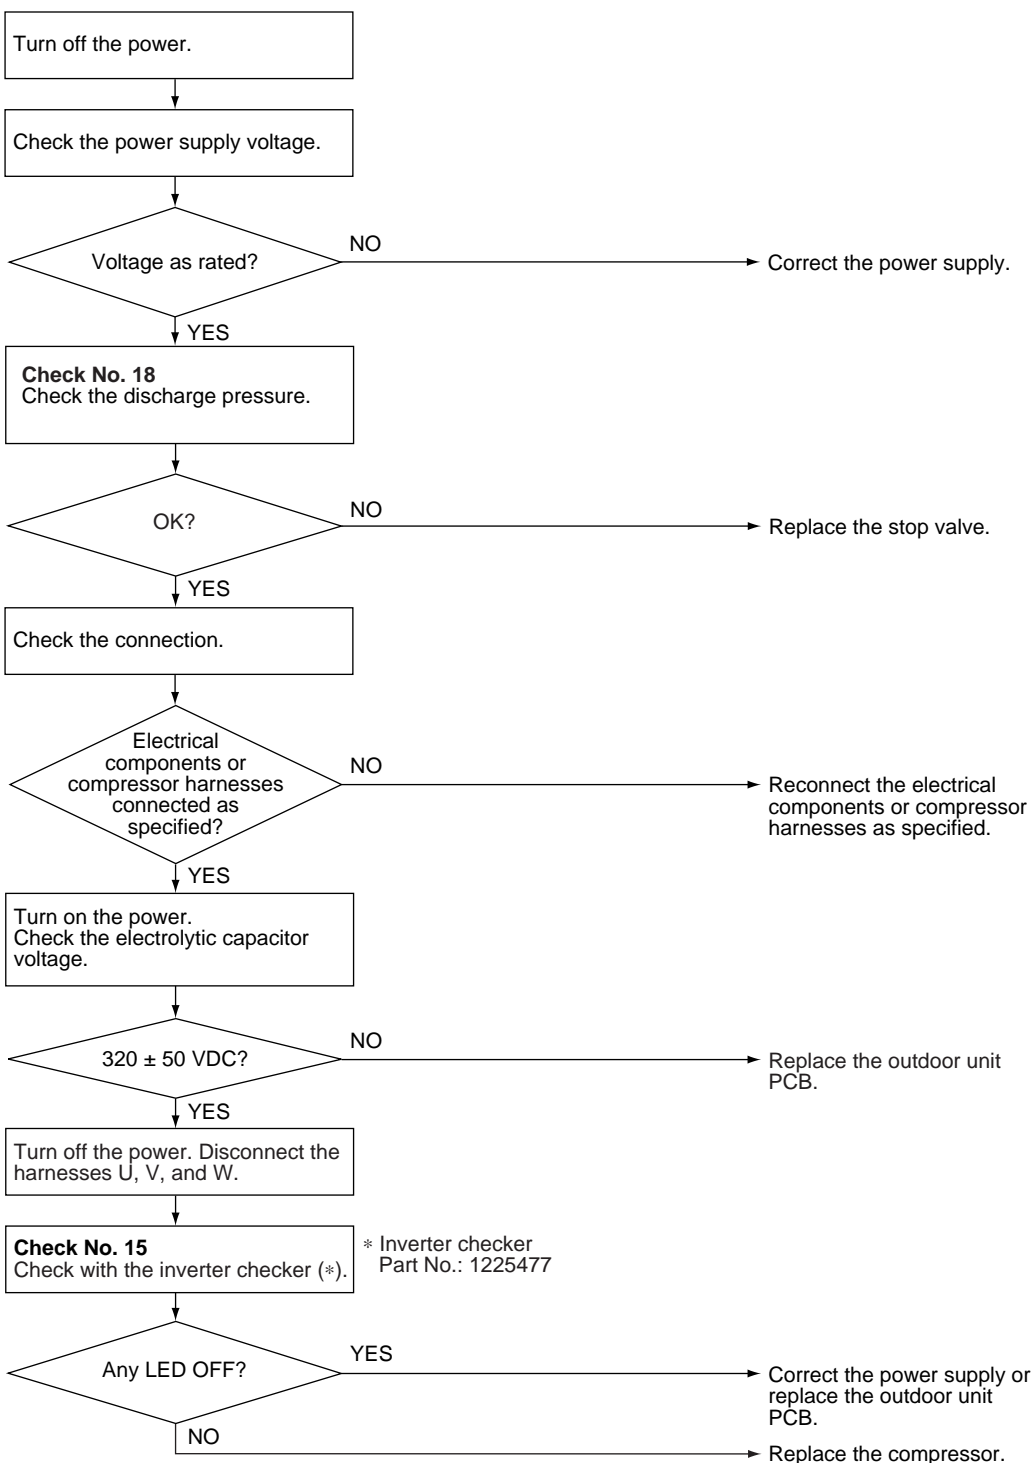 Turn off the power.
Check the power supply voltage.
Voltage as rated?
NO
Correct the power supply.
YES
Check No. 18
Check the discharge pressure.
OK?
NO
Replace the stop valve.
YES
Check the connection.
Electrical
components or
compressor harnesses
connected as
specified?
NO
Reconnect the electrical
components or compressor
harnesses as specified.
YES
Turn on the power.
Check the electrolytic capacitor
voltage.
320 ± 50 VDC?
NO
Replace the outdoor unit
PCB.
YES
Turn off the power. Disconnect the
harnesses U, V, and W.
Check No. 15
Check with the inverter checker (*).
* Inverter checker
Part No.: 1225477
Any LED OFF?
YES
Correct the power supply or
replace the outdoor unit
PCB.
NO
Replace the compressor.